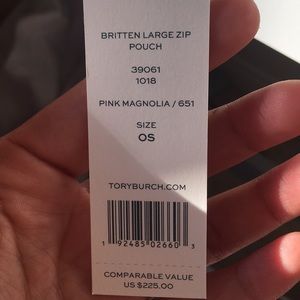 BRITTEN LARGE ZIP
POUCH
39061
1018
PINK MAGNOLIA / 651
SIZE
OS
TORYBURCH.COM
1 92485 02660 3
COMPARABLE VALUE
US $225.00